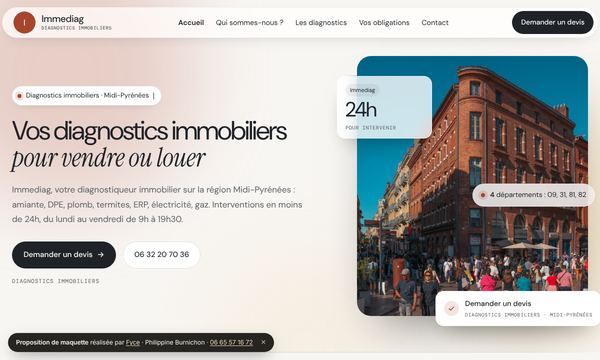 I
Immediag
DIAGNOSTICS IMMOBILIERS
Accueil
Qui sommes-nous ?
Les diagnostics
Vos obligations
Contact
Demander un devis
Diagnostics immobiliers · Midi-Pyrénées |
Vos diagnostics immobiliers
pour vendre ou louer
Immediag, votre diagnostiqueur immobilier sur la région Midi-Pyrénées :
amiante, DPE, plomb, termites, ERP, électricité, gaz. Interventions en moins
de 24h, du lundi au vendredi de 9h à 19h30.
Demander un devis →
06 32 20 70 36
DIAGNOSTICS IMMOBILIERS
Immediag
24h
POUR INTERVENIR
4 départements : 09, 31, 81, 82
Demander un devis
DIAGNOSTICS IMMOBILIERS · MIDI-PYRÉNÉES
Proposition de maquette réalisée par Fyce · Philippine Burnichon · 06 65 57 16 72 ×